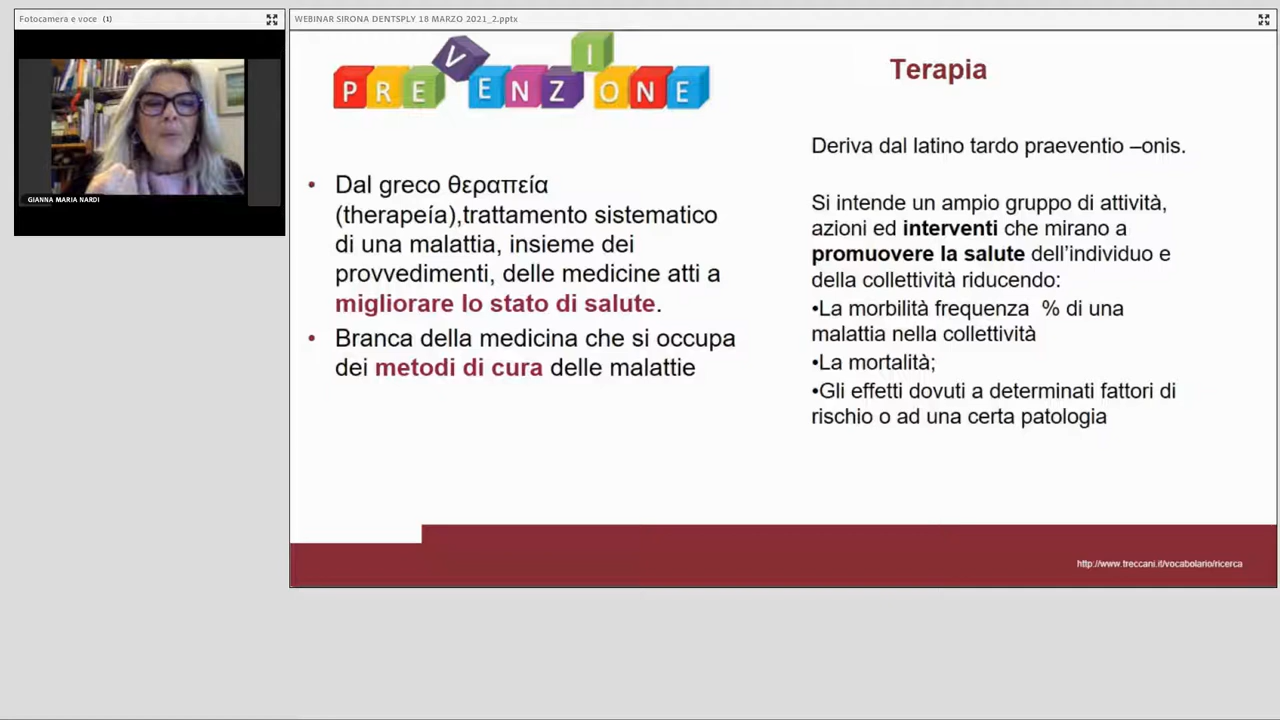 Fotocamera e voce (1)
GIANNA MARIA NARDI
WEBINAR SIRONA DENTSPLY 18 MARZO 2021_2.pptx
PREVENZIONE
• Dal greco θεραπεία
(therapeía),trattamento sistematico
di una malattia, insieme dei
provvedimenti, delle medicine atti a
migliorare lo stato di salute.
• Branca della medicina che si occupa
dei metodi di cura delle malattie
Terapia
Deriva dal latino tardo praeventio –onis.
Si intende un ampio gruppo di attività,
azioni ed interventi che mirano a
promuovere la salute dell’individuo e
della collettività riducendo:
•La morbilità frequenza % di una
malattia nella collettività
•La mortalità;
•Gli effetti dovuti a determinati fattori di
rischio o ad una certa patologia
http://www.treccani.it/vocabolario/ricerca